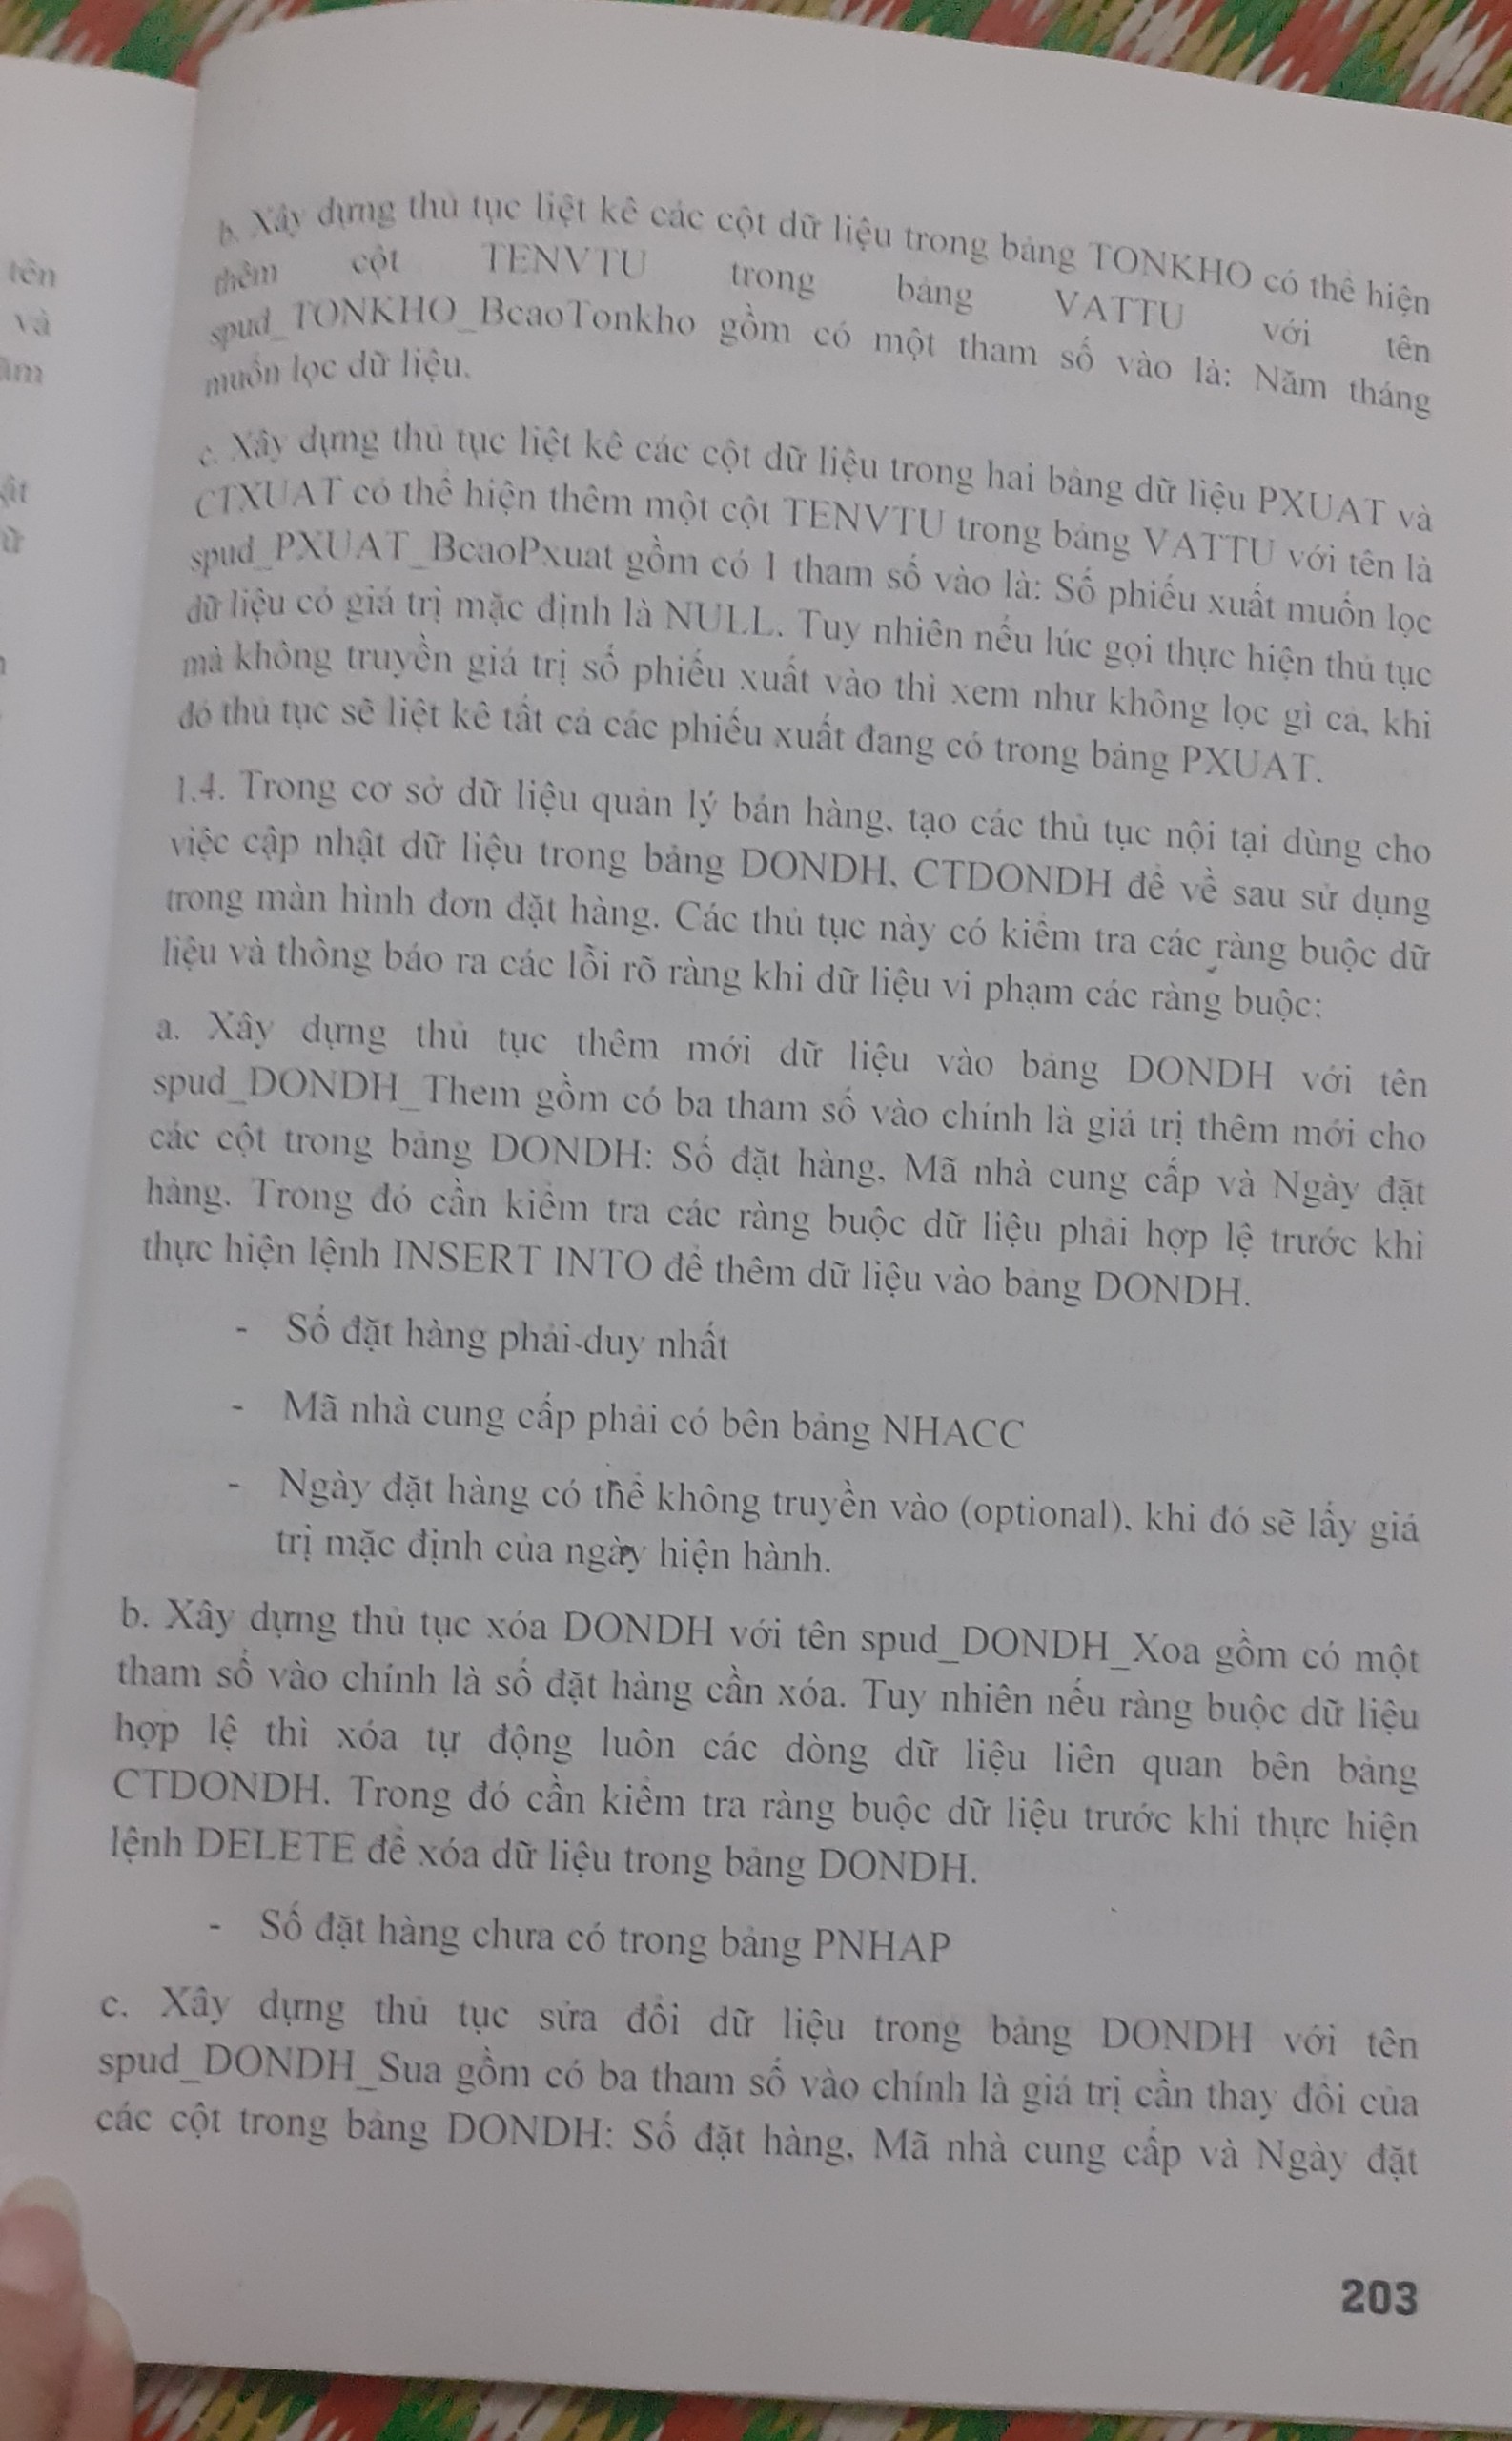 b. Xây dựng thủ tục liệt kê các cột dữ liệu trong bảng TONKHO có thể hiện
thêm cột TENVTU trong bảng VATTU với tên
spud_TONKHO_BcaoTonkho gồm có một tham số vào là: Năm tháng
muốn lọc dữ liệu.
c. Xây dựng thủ tục liệt kê các cột dữ liệu trong hai bảng dữ liệu PXUAT và
CTXUAT có thể hiện thêm một cột TENVTU trong bảng VATTU với tên là
spud_PXUAT_BcaoPxuat gồm có 1 tham số vào là: Số phiếu xuất muốn lọc
dữ liệu có giá trị mặc định là NULL. Tuy nhiên nếu lúc gọi thực hiện thủ tục
mà không truyền giá trị số phiếu xuất vào thì xem như không lọc gì cả, khi
đó thủ tục sẽ liệt kê tất cả các phiếu xuất đang có trong bảng PXUAT.
1.4. Trong cơ sở dữ liệu quản lý bán hàng, tạo các thủ tục nội tại dùng cho
việc cập nhật dữ liệu trong bảng DONDH, CTDONDH để về sau sử dụng
trong màn hình đơn đặt hàng. Các thủ tục này có kiểm tra các ràng buộc dữ
liệu và thông báo ra các lỗi rõ ràng khi dữ liệu vi phạm các ràng buộc:
a. Xây dựng thủ tục thêm mới dữ liệu vào bảng DONDH với tên
spud_DONDH_Them gồm có ba tham số vào chính là giá trị thêm mới cho
các cột trong bảng DONDH: Số đặt hàng, Mã nhà cung cấp và Ngày đặt
hàng. Trong đó cần kiểm tra các ràng buộc dữ liệu phải hợp lệ trước khi
thực hiện lệnh INSERT INTO để thêm dữ liệu vào bảng DONDH.
- Số đặt hàng phải duy nhất
- Mã nhà cung cấp phải có bên bảng NHACC
- Ngày đặt hàng có thể không truyền vào (optional), khi đó sẽ lấy giá
trị mặc định của ngày hiện hành.
b. Xây dựng thủ tục xóa DONDH với tên spud_DONDH_Xoa gồm có một
tham số vào chính là số đặt hàng cần xóa. Tuy nhiên nếu ràng buộc dữ liệu
hợp lệ thì xóa tự động luôn các dòng dữ liệu liên quan bên bảng
CTDONDH. Trong đó cần kiểm tra ràng buộc dữ liệu trước khi thực hiện
lệnh DELETE để xóa dữ liệu trong bảng DONDH.
- Số đặt hàng chưa có trong bảng PNHAP
c. Xây dựng thủ tục sửa đổi dữ liệu trong bảng DONDH với tên
spud_DONDH_Sua gồm có ba tham số vào chính là giá trị cần thay đổi của
các cột trong bảng DONDH: Số đặt hàng, Mã nhà cung cấp và Ngày đặt
203
tên
và